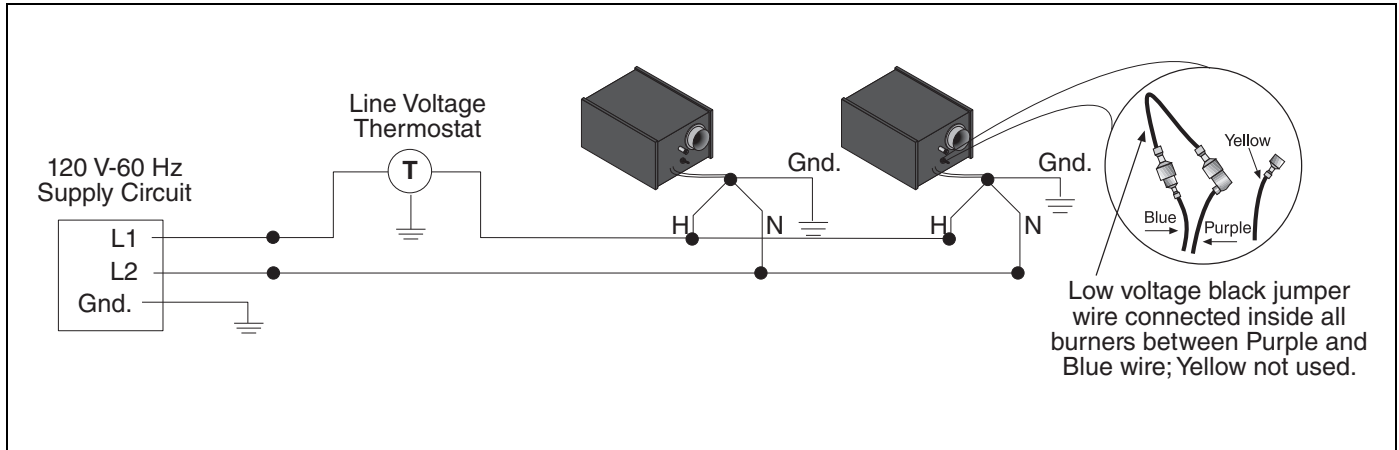 Line Voltage
Thermostat
T
120 V-60 Hz
Supply Circuit
L1
L2
Gnd.
H
N
Gnd.
H
N
Gnd.
Yellow
Blue
Purple
Low voltage black jumper
wire connected inside all
burners between Purple and
Blue wire; Yellow not used.